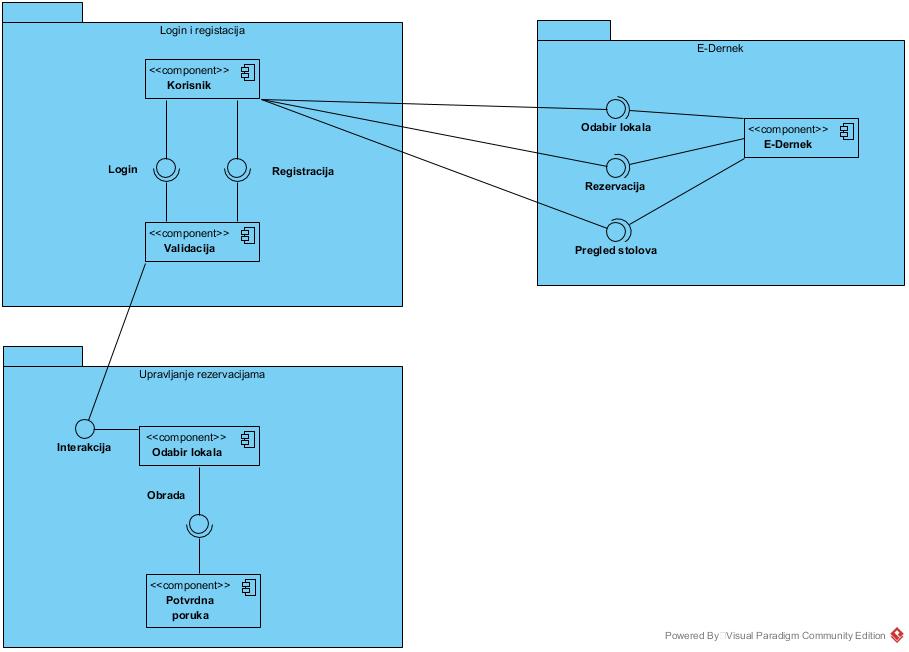 Login i registacija
<<component>>
Korisnik
Login
Registracija
<<component>>
Validacija
E-Dernek
Odabir lokala
<<component>>
E-Dernek
Rezervacija
Pregled stolova
Upravljanje rezervacijama
Interakcija
<<component>>
Odabir lokala
Obrada
<<component>>
Potvrdna
poruka
Powered By Visual Paradigm Community Edition